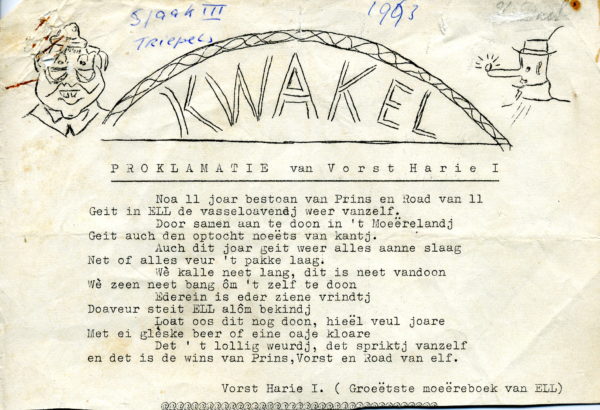 Sjaak III
Triepels
1963
KWAKEL
PROKLAMATIE van Vorst Harie I
Noa 11 joar bestoan van Prins en Road van 11
Geit in ELL de vasseloavendj weer vanzelf.
Door samen aan te doon in 't Moeërelandj
Geit auch den optocht noeëts van kantj.
Auch dit joar geit weer alles aanne slaag
Net of alles veur 't pakke laag.
Wè kalle neet lang, dit is neet vandoon
Wè zeen neet bang ôm 't zelf te doon
Ederein is eder ziene vrindtj
Doaveur steit ELL alôm bekindj
Loat oos dit nog doon, hieël veul joare
Met ei glèske beer of eine oaje kloare
Det 't lollig weurdj, det spriktj vanzelf
en det is de wins van Prins,Vorst en Road van elf.
Vorst Harie I. ( Groeëtste moeëreboek van ELL)